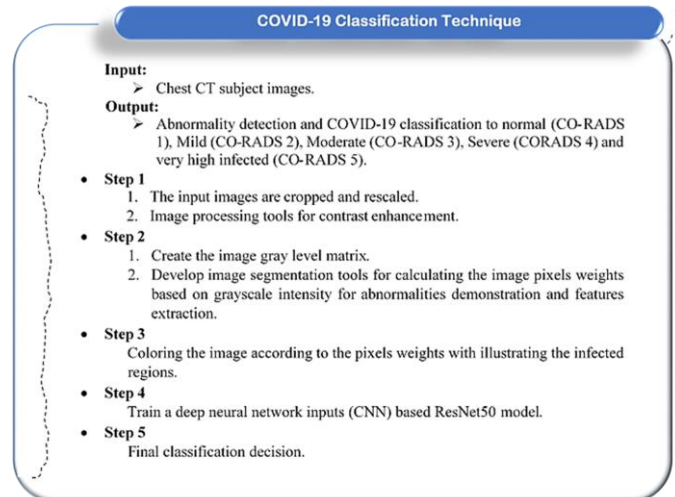 COVID-19 Classification Technique
Input:
➢ Chest CT subject images.
Output:
➢ Abnormality detection and COVID-19 classification to normal (CO-RADS
1), Mild (CO-RADS 2), Moderate (CO-RADS 3), Severe (CORADS 4) and
very high infected (CO-RADS 5).
• Step 1
1. The input images are cropped and rescaled.
2. Image processing tools for contrast enhancement.
• Step 2
1. Create the image gray level matrix.
2. Develop image segmentation tools for calculating the image pixels weights
based on grayscale intensity for abnormalities demonstration and features
extraction.
• Step 3
Coloring the image according to the pixels weights with illustrating the infected
regions.
• Step 4
Train a deep neural network inputs (CNN) based ResNet50 model.
• Step 5
Final classification decision.